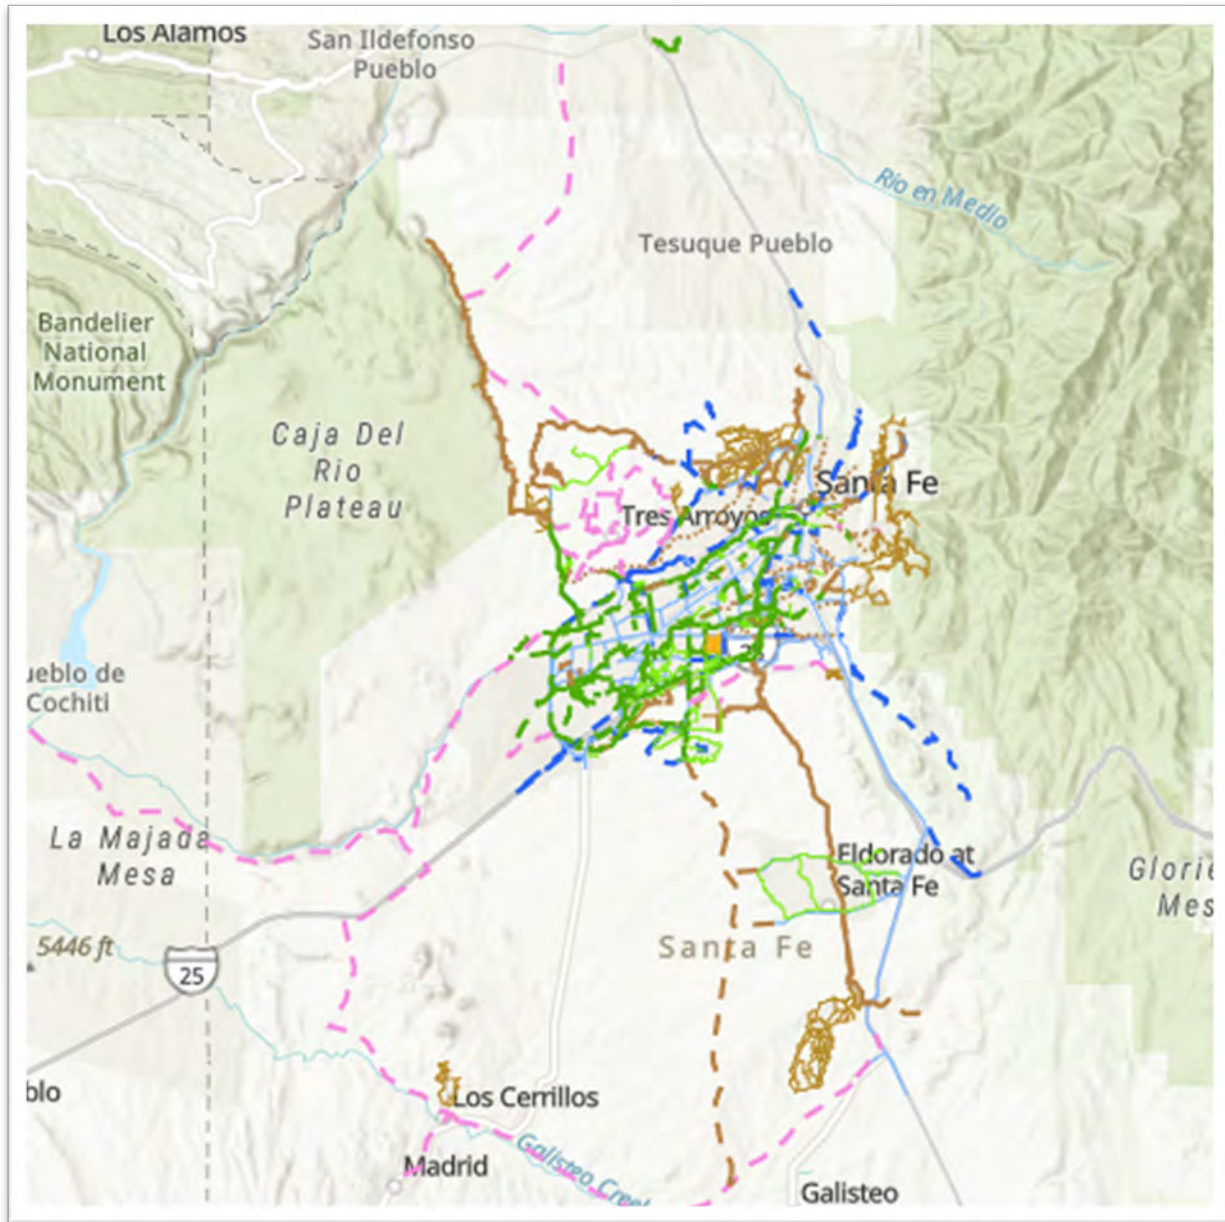 Los Alamos
San Ildefonso
Pueblo
Rio en Medio
Tesuque Pueblo
Bandelier
National
Monument
Caja Del
Rio
Plateau
Santa Fe
Tres Arroyos
ueblo de
Cochiti
La Majada
Mesa
Eldorado at
Santa Fe
Glorie
Mes
Santa Fe
5446 ft
25
blo
Los Cerrillos
Galisteo Creek
Madrid
Galisteo